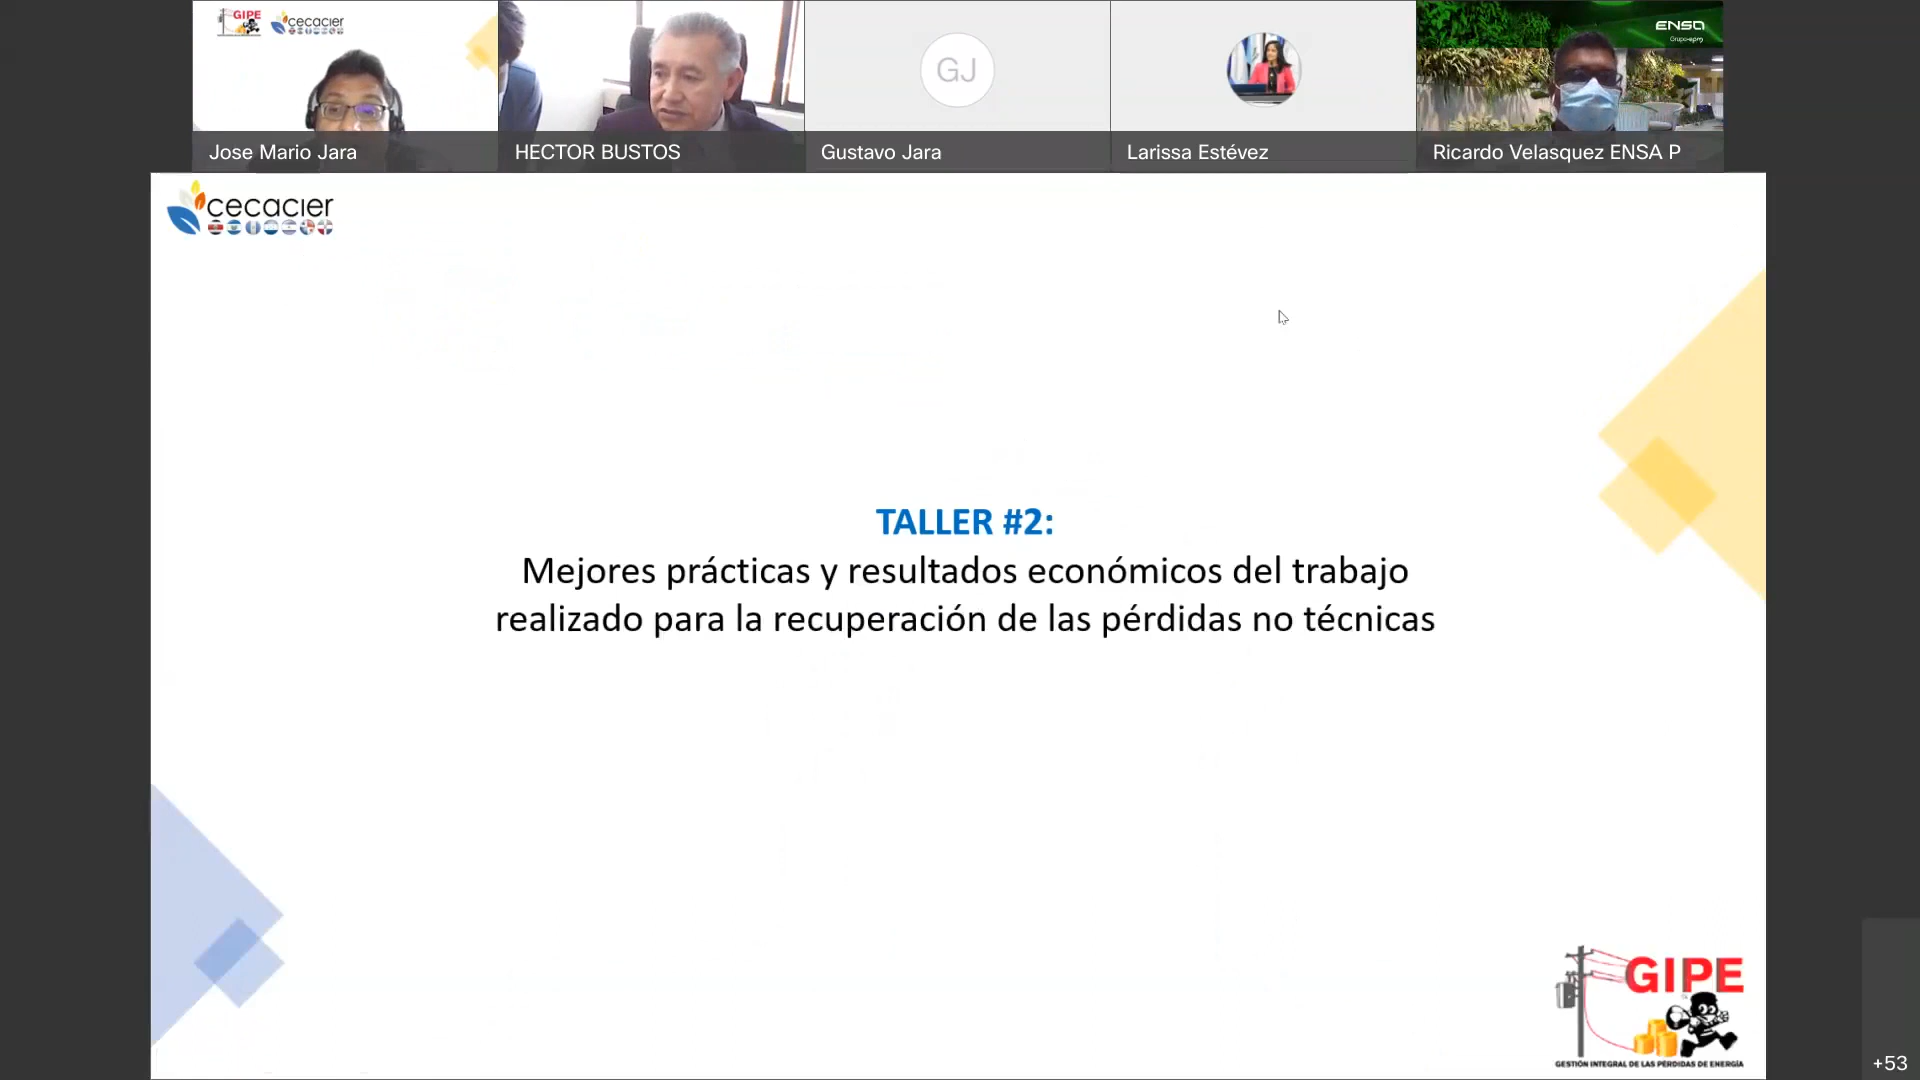 GIPE
cecacier
ENSA
Grupo-epm
GJ
Jose Mario Jara
HECTOR BUSTOS
Gustavo Jara
Larissa Estévez
Ricardo Velasquez ENSA P
cecacier
TALLER #2:
Mejores prácticas y resultados económicos del trabajo
realizado para la recuperación de las pérdidas no técnicas
GIPE
GESTIÓN INTEGRAL DE LAS PÉRDIDAS DE ENERGÍA
+53